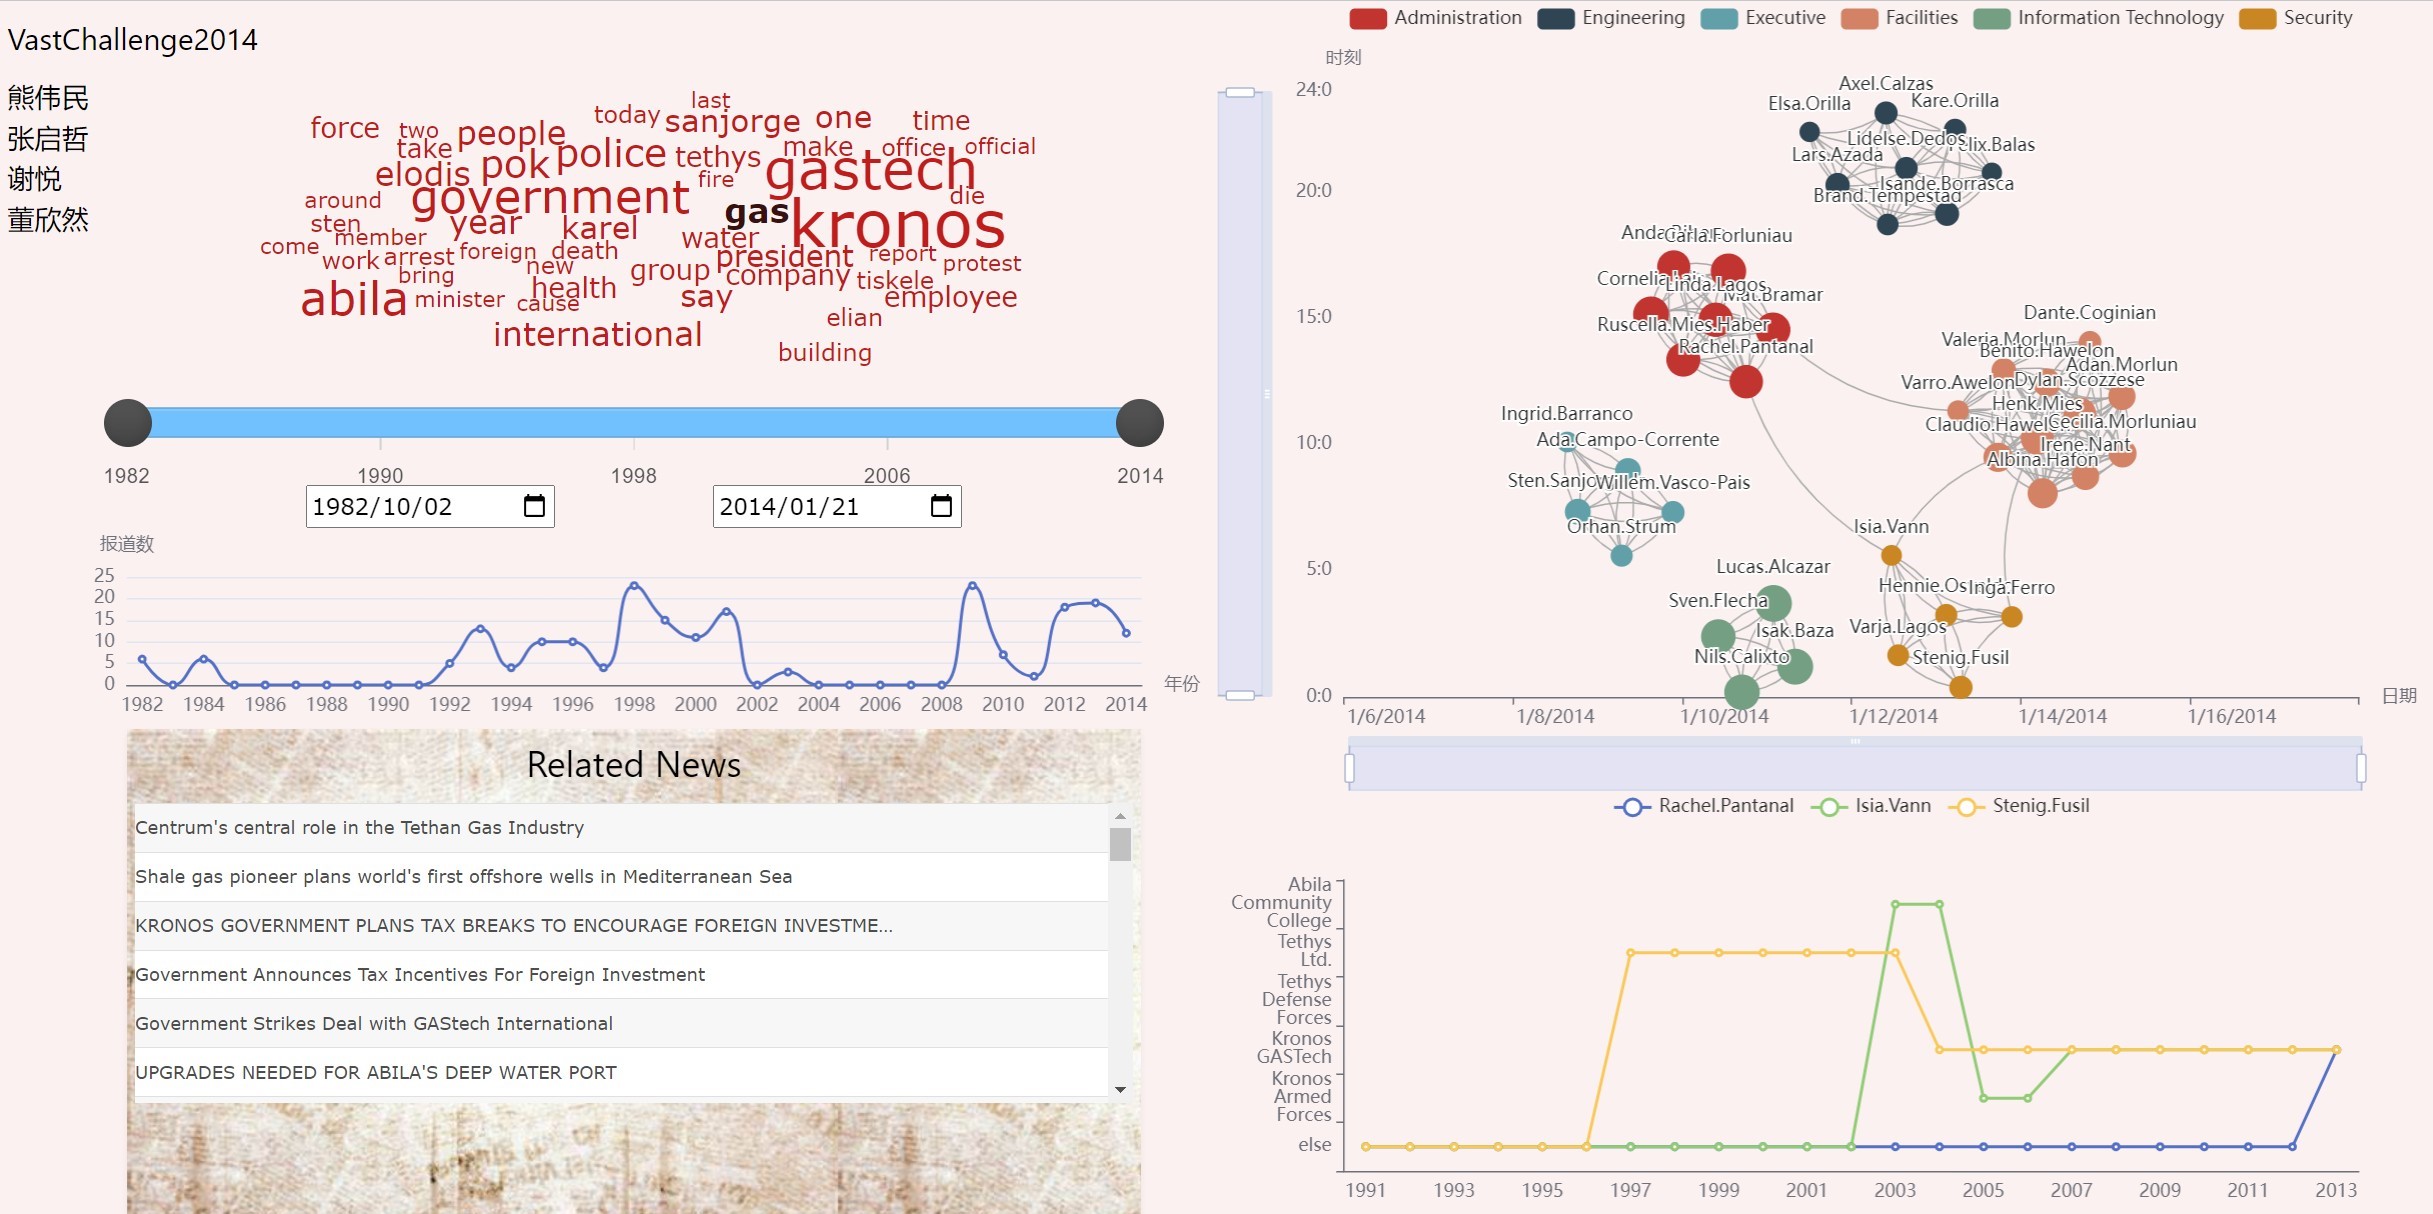 VastChallenge2014
熊伟民
张启哲
谢悦
董欣然
last
force
two
people
today
sanjorge
one
time
take
make
office
official
elodis
pok
police
tethys
gastech
fire
around
government
die
sten
year
karel
gas
kronos
come
member
water
work
arrest
foreign
death
president
report
protest
bring
new
group
company
tiskele
abila
minister
health
cause
say
employee
international
elian
building
1982 1990 1998 2006 2014
1982/10/02 2014/01/21
报道数
25
20
15
10
5
0
1982 1984 1986 1988 1990 1992 1994 1996 1998 2000 2002 2004 2006 2008 2010 2012 2014
年份
Related News
Centrum's central role in the Tethan Gas Industry
Shale gas pioneer plans world's first offshore wells in Mediterranean Sea
KRONOS GOVERNMENT PLANS TAX BREAKS TO ENCOURAGE FOREIGN INVESTME...
Government Announces Tax Incentives For Foreign Investment
Government Strikes Deal with GAStech International
UPGRADES NEEDED FOR ABILA'S DEEP WATER PORT
Administration Engineering Executive Facilities Information Technology Security
时刻
24:0
20:0
15:0
10:0
5:0
0:0
Axel.Calzas
Elsa.Orilla
Kare.Orilla
Lidelse.Dedos
Lars.Azada
Isande.Borrasca
Brand.Tempestad
Carla.Forluniau
Linda.Lagos
Mat.Bramar
Ruscella.Mies.Haber
Rachel.Pantanal
Dante.Coginian
Valeria.Morlun
Benito.Hawelon
Adan.Morlun
Varro.Awelon
Dylan.Scozzese
Henk.Mies
Cecilia.Morluniau
Irene.Nant
Albina.Hafon
Ingrid.Barranco
Ada.Campo-Corrente
Willem.Vasco-Pais
Orhan.Strum
Isia.Vann
Lucas.Alcazar
Inga.Ferro
Sven.Flecha
Isak.Baza
Varja.Lagos
Nils.Calixto
Stenig.Fusil
1/6/2014 1/8/2014 1/10/2014 1/12/2014 1/14/2014 1/16/2014
日期
Rachel.Pantanal Isia.Vann Stenig.Fusil
Abila
Community
College
Tethys
Ltd.
Tethys
Defense
Forces
Kronos
GASTech
Kronos
Armed
Forces
else
1991 1993 1995 1997 1999 2001 2003 2005 2007 2009 2011 2013